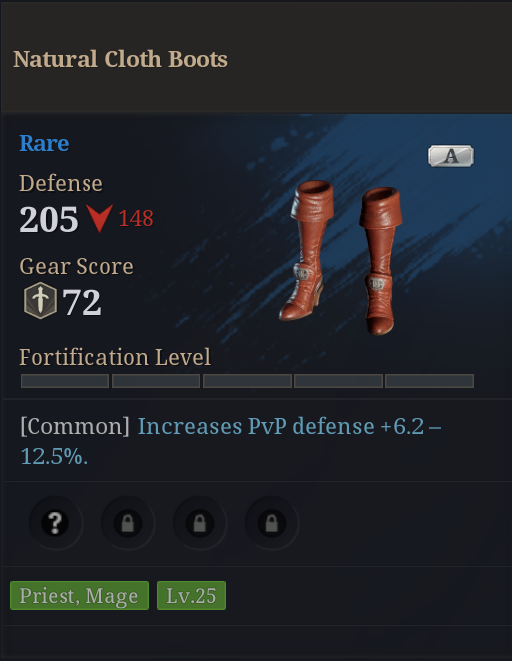 Natural Cloth Boots
Rare
A
Defense
205 148
Gear Score
72
Fortification Level
[Common] Increases PvP defense +6.2 –
12.5%.
?
Priest, Mage Lv.25